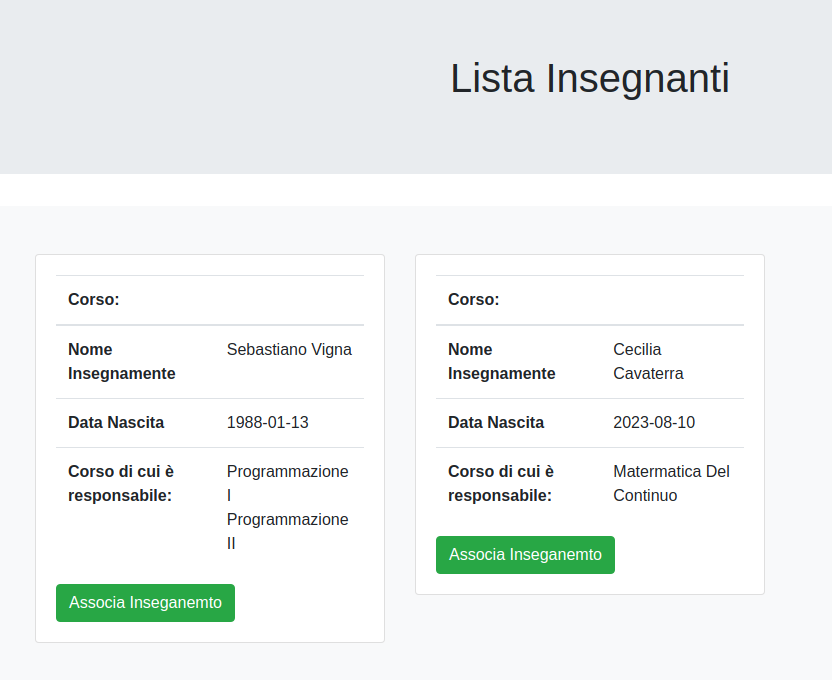 Lista Insegnanti
Corso:
Nome Insegnamente
Sebastiano Vigna
Data Nascita
1988-01-13
Corso di cui è responsabile:
Programmazione
I
Programmazione
II
Associa Inseganemto
Corso:
Nome Insegnamente
Cecilia
Cavaterra
Data Nascita
2023-08-10
Corso di cui è responsabile:
Matermatica Del
Continuo
Associa Inseganemto